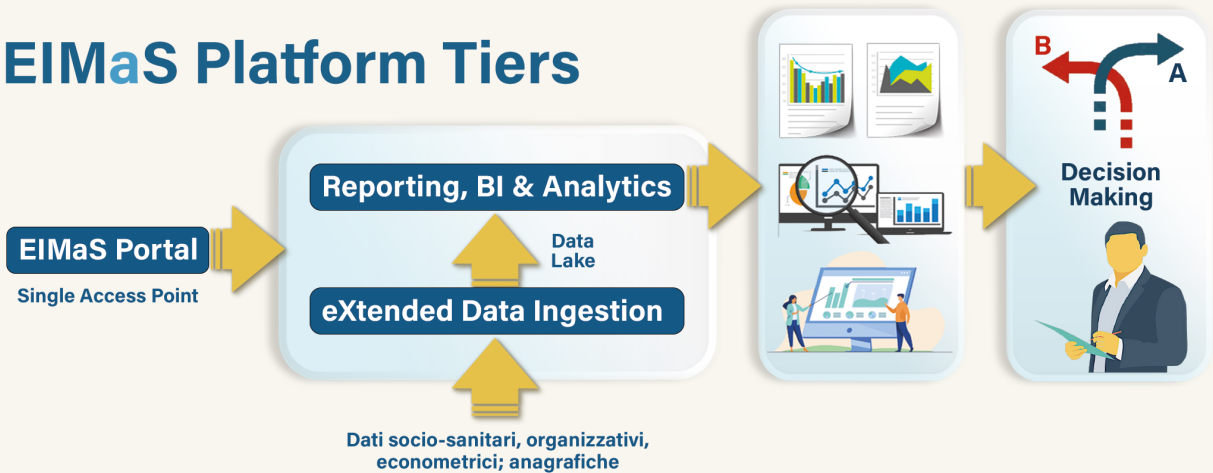 EIMaS Platform Tiers
EIMaS Portal
Single Access Point
Reporting, BI & Analytics
Data
Lake
eXtended Data Ingestion
Dati socio-sanitari, organizzativi,
econometrici; anagrafiche
B
A
Decision
Making